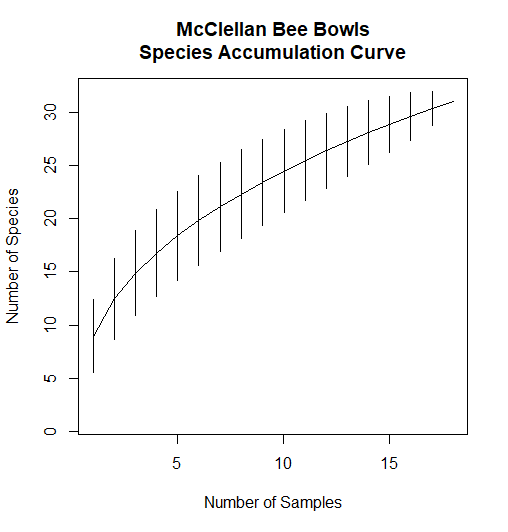 McClellan Bee Bowls
Species Accumulation Curve
30
25
20
15
10
5
0
Number of Species
5 10 15
Number of Samples